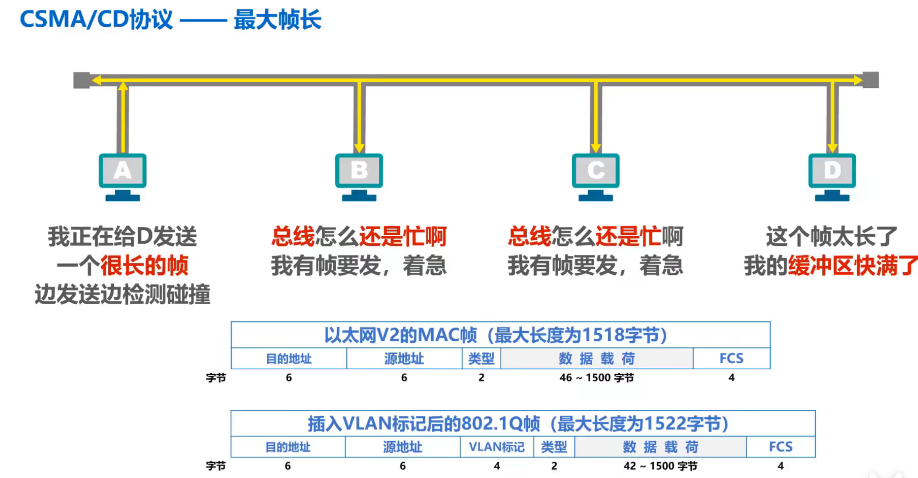 CSMA/CD协议 —— 最大帧长
A B C D
我正在给D发送
一个很长的帧
边发送边检测碰撞
总线怎么还是忙啊
我有帧要发，着急
总线怎么还是忙啊
我有帧要发，着急
这个帧太长了
我的缓冲区快满了
以太网V2的MAC帧（最大长度为1518字节）
目的地址 源地址 类型 数 据 载 荷 FCS
字节 6 6 2 46 ~ 1500 字节 4
插入VLAN标记后的802.1Q帧（最大长度为1522字节）
目的地址 源地址 VLAN标记 类型 数 据 载 荷 FCS
字节 6 6 4 2 42 ~ 1500 字节 4